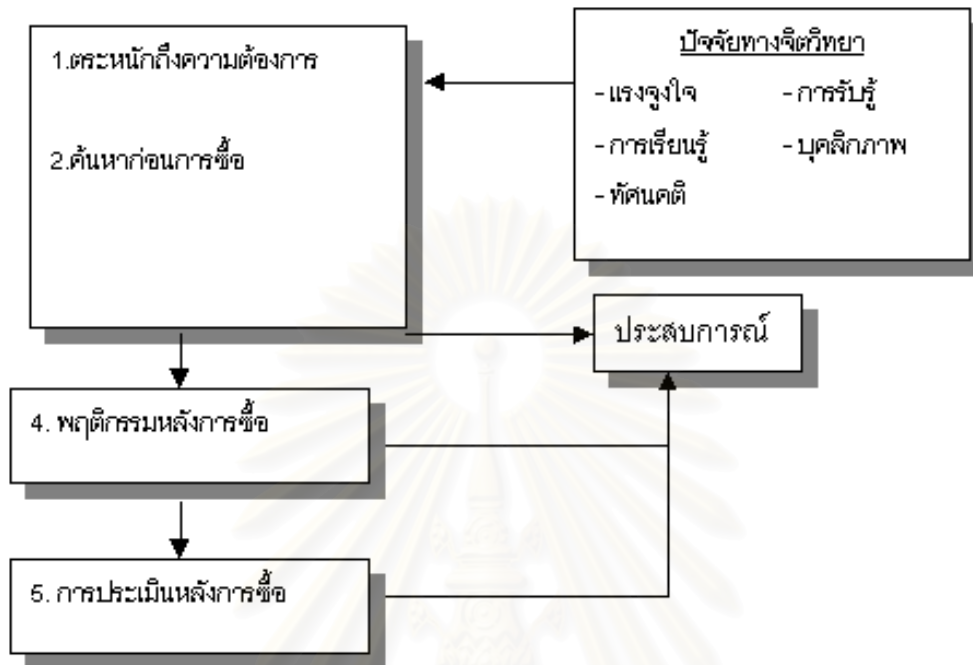 1.ตระหนักถึงความต้องการ
2.ค้นหาก่อนการซื้อ
ปัจจัยทางจิตวิทยา
-แรงจูงใจ -การรับรู้
-การเรียนรู้ -บุคลิกภาพ
-ทัศนคติ
ประสบการณ์
4. พฤติกรรมหลังการซื้อ
5. การประเมินหลังการซื้อ